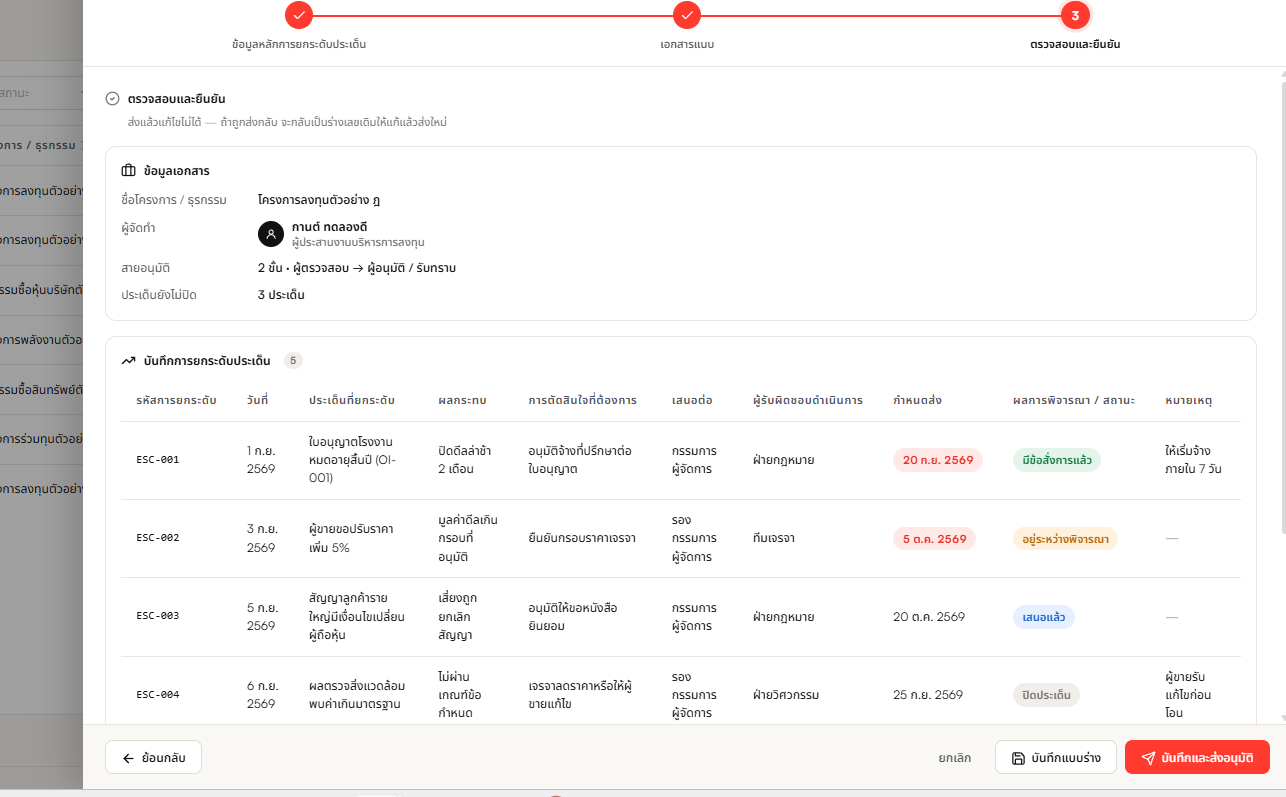 3
ข้อมูลหลักการยกระดับประเด็น
เอกสารแนบ
ตรวจสอบและยืนยัน
สถานะ
งการ / ธุรกรรม
งการลงทุนตัวอย่า
งการลงทุนตัวอย่า
รรมซื้อหุ้นบริษัทตั
งการพลังงานตัวอ
รรมซื้อสินทรัพย์ตั
งการร่วมทุนตัวอย่
งการลงทุนตัวอย่า
ตรวจสอบและยืนยัน
ส่งแล้วแก้ไขไม่ได้ — ถ้าถูกส่งกลับ จะกลับเป็นร่างเลขเดิมให้แก้แล้วส่งใหม่
ข้อมูลเอกสาร
ชื่อโครงการ / ธุรกรรม โครงการลงทุนตัวอย่าง ฎ
ผู้จัดทำ กานต์ ทดลองดี
ผู้ประสานงานบริหารการลงทุน
สายอนุมัติ 2 ขั้น • ผู้ตรวจสอบ → ผู้อนุมัติ / รับทราบ
ประเด็นยังไม่ปิด 3 ประเด็น
บันทึกการยกระดับประเด็น 5
รหัสการยกระดับ วันที่ ประเด็นที่ยกระดับ ผลกระทบ การตัดสินใจที่ต้องการ เสนอต่อ ผู้รับผิดชอบดำเนินการ กำหนดส่ง ผลการพิจารณา / สถานะ หมายเหตุ
ESC-001
1 ก.ย.
2569
ใบอนุญาตโรงงาน
หมดอายุสิ้นปี (OI-
001)
ปิดดีลล่าช้า
2 เดือน
อนุมัติจ้างที่ปรึกษาต่อ
ใบอนุญาต
กรรมการ
ผู้จัดการ
ฝ่ายกฎหมาย
20 ก.ย. 2569
มีข้อสั่งการแล้ว
ให้เริ่มจ้าง
ภายใน 7 วัน
ESC-002
3 ก.ย.
2569
ผู้ขายขอปรับราคา
เพิ่ม 5%
มูลค่าดีลเกิน
กรอบที่
อนุมัติ
ยืนยันกรอบราคาเจรจา
รอง
กรรมการ
ผู้จัดการ
ทีมเจรจา
5 ต.ค. 2569
อยู่ระหว่างพิจารณา
—
ESC-003
5 ก.ย.
2569
สัญญาลูกค้าราย
ใหญ่มีเงื่อนไขเปลี่ยน
ผู้ถือหุ้น
เสี่ยงถูก
ยกเลิก
สัญญา
อนุมัติให้ขอหนังสือ
ยินยอม
กรรมการ
ผู้จัดการ
ฝ่ายกฎหมาย
20 ต.ค. 2569
เสนอแล้ว
—
ESC-004
6 ก.ย.
2569
ผลตรวจสิ่งแวดล้อม
พบค่าเกินมาตรฐาน
ไม่ผ่าน
เกณฑ์ข้อ
กำหนด
เจรจาลดราคาหรือให้ผู้
ขายแก้ไข
รอง
กรรมการ
ผู้จัดการ
ฝ่ายวิศวกรรม
25 ก.ย. 2569
ปิดประเด็น
ผู้ขายรับ
แก้ไขก่อน
โอน
ย้อนกลับ
ยกเลิก
บันทึกแบบร่าง
บันทึกและส่งอนุมัติ